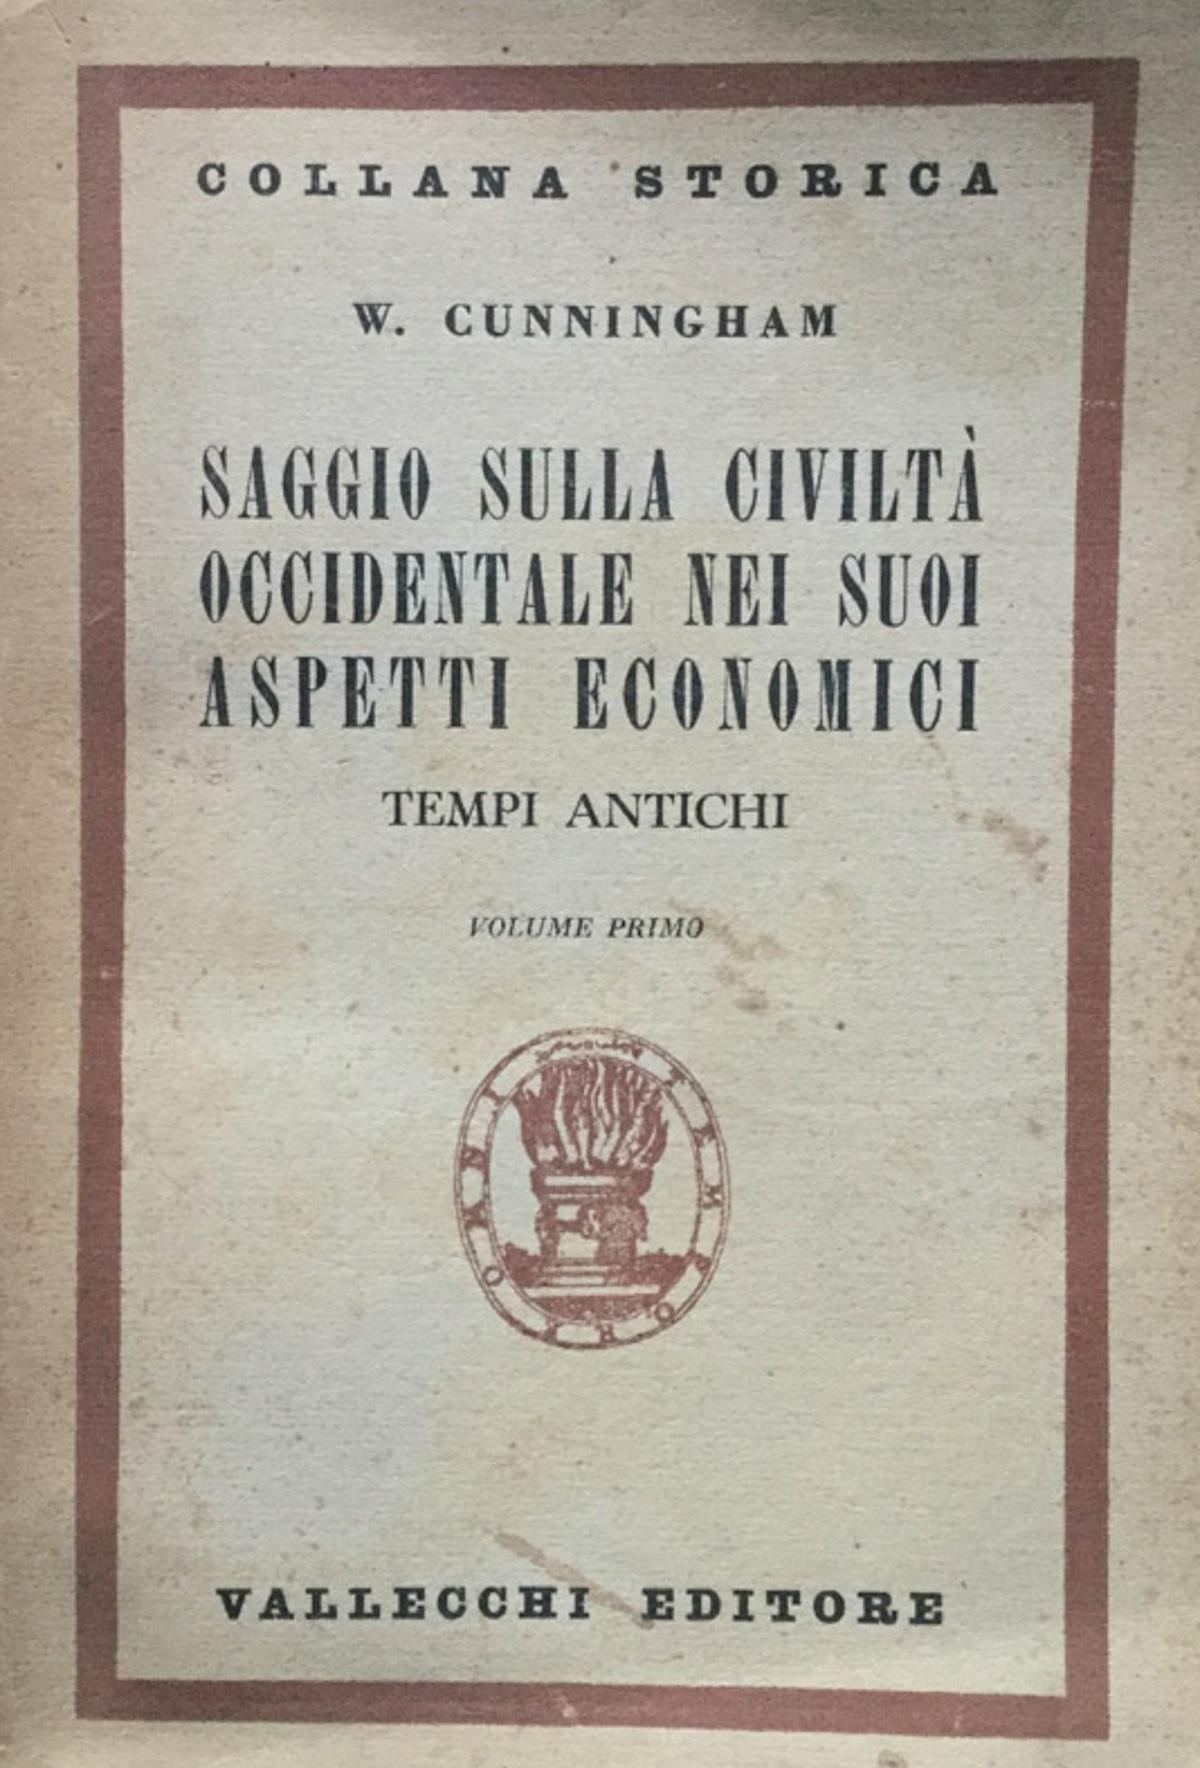 COLLANA STORICA
W. CUNNINGHAM
SAGGIO SULLA CIVILTÀ
OCCIDENTALE NEI SUOI
ASPETTI ECONOMICI
TEMPI ANTICHI
VOLUME PRIMO
VALLECCHI EDITORE